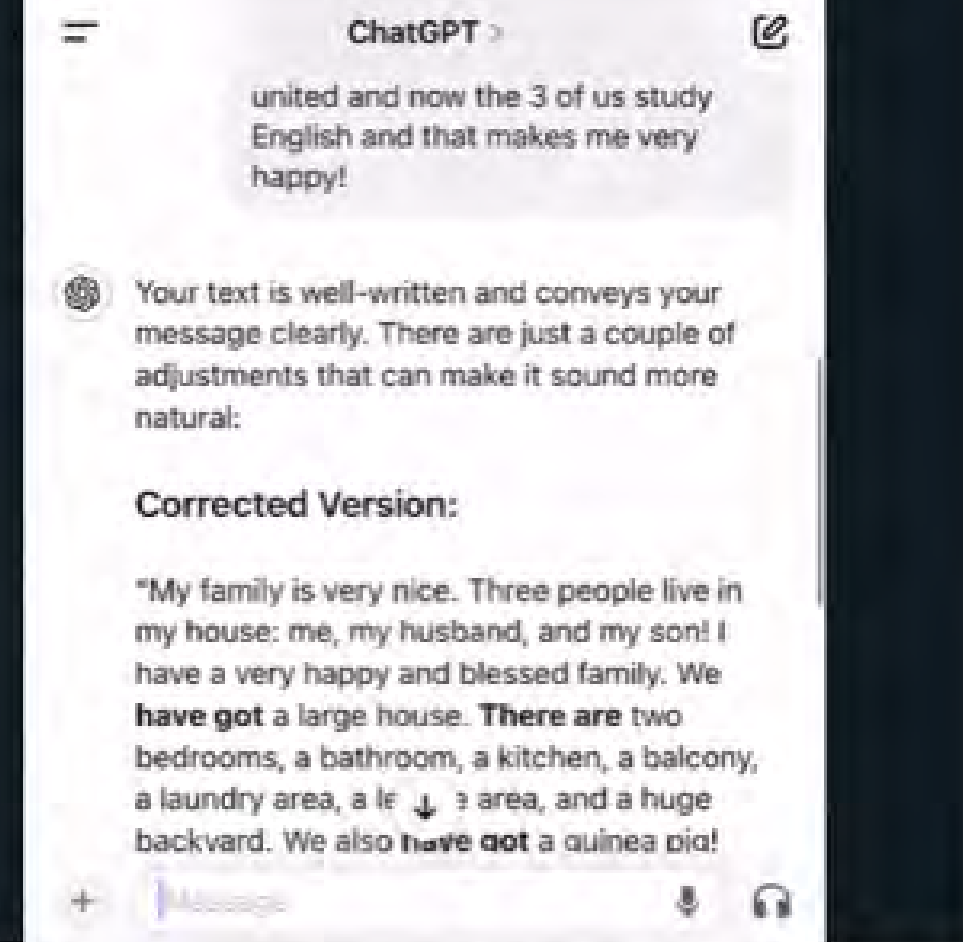 ChatGPT >
united and now the 3 of us study
English and that makes me very
happy!
Your text is well-written and conveys your
message clearly. There are just a couple of
adjustments that can make it sound more
natural:
Corrected Version:
"My family is very nice. Three people live in
my house: me, my husband, and my son! I
have a very happy and blessed family. We
have got a large house. There are two
bedrooms, a bathroom, a kitchen, a balcony,
a laundry area, a area, and a huge
backyard. We also have got a guinea pig!
Message